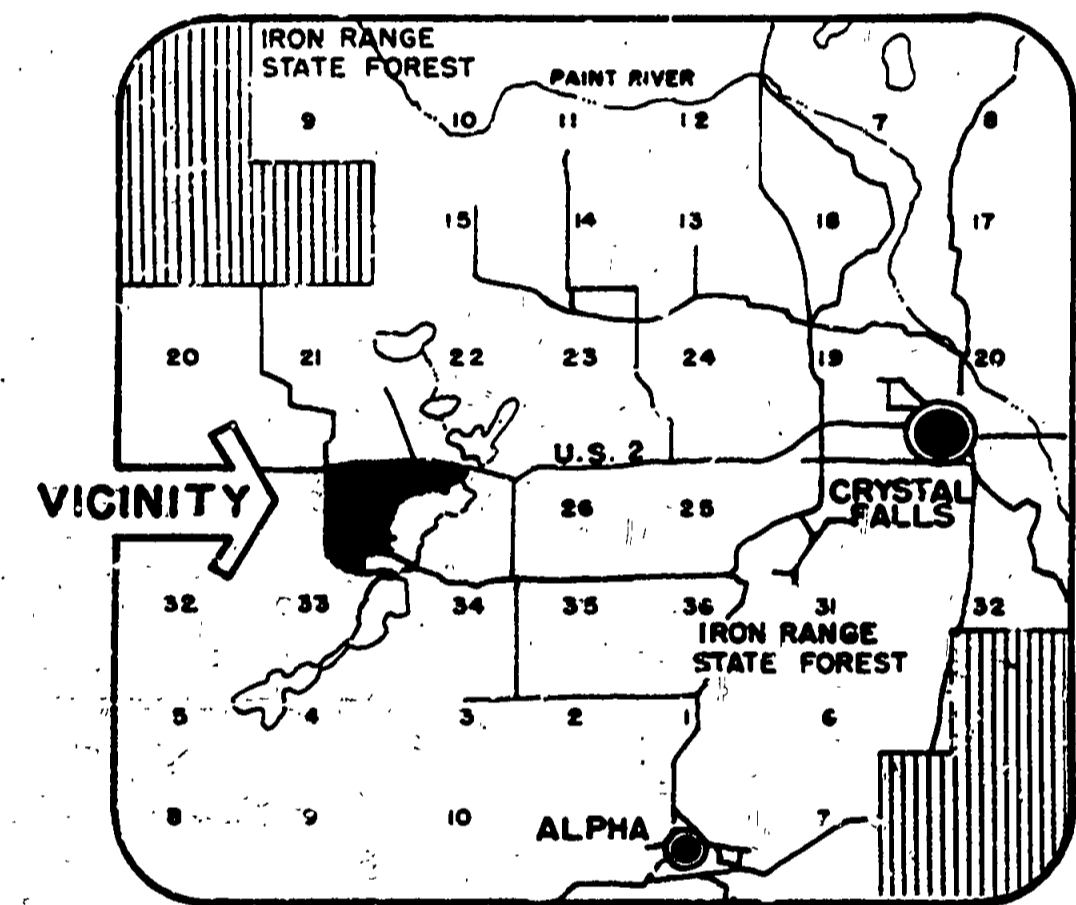 IRON RANGE
STATE FOREST
PAINT RIVER
9 10 11 12 7 8
15 14 13 18 17
20 21 22 23 24 19 20
U.S. 2
VICINITY
26 25
CRYSTAL
FALLS
32 33 34 35 36 31 32
IRON RANGE
STATE FOREST
5 4 3 2 1 6
8 9 10
ALPHA
7